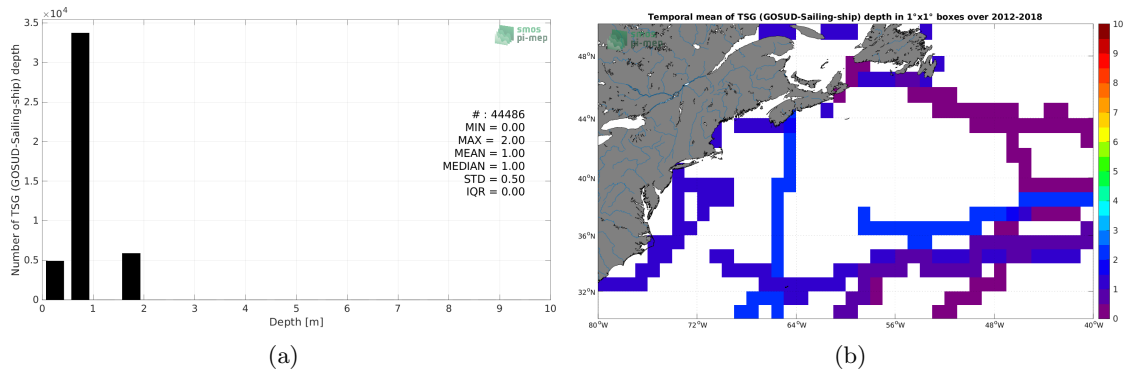 ×10⁴
3.5
3
2.5
2
1.5
1
0.5
0
Number of TSG (GOSUD-Sailing-ship) depth
0 1 2 3 4 5 6 7 8 9 10
Depth [m]
smos
pi-mep
# : 44486
MIN = 0.00
MAX = 2.00
MEAN = 1.00
MEDIAN = 1.00
STD = 0.50
IQR = 0.00
(a)
Temporal mean of TSG (GOSUD-Sailing-ship) depth in 1°x1° boxes over 2012-2018
smos
pi-mep
48°N
44°N
40°N
36°N
32°N
80°W 72°W 64°W 56°W 48°W 40°W
10
9
8
7
6
5
4
3
2
1
0
(b)